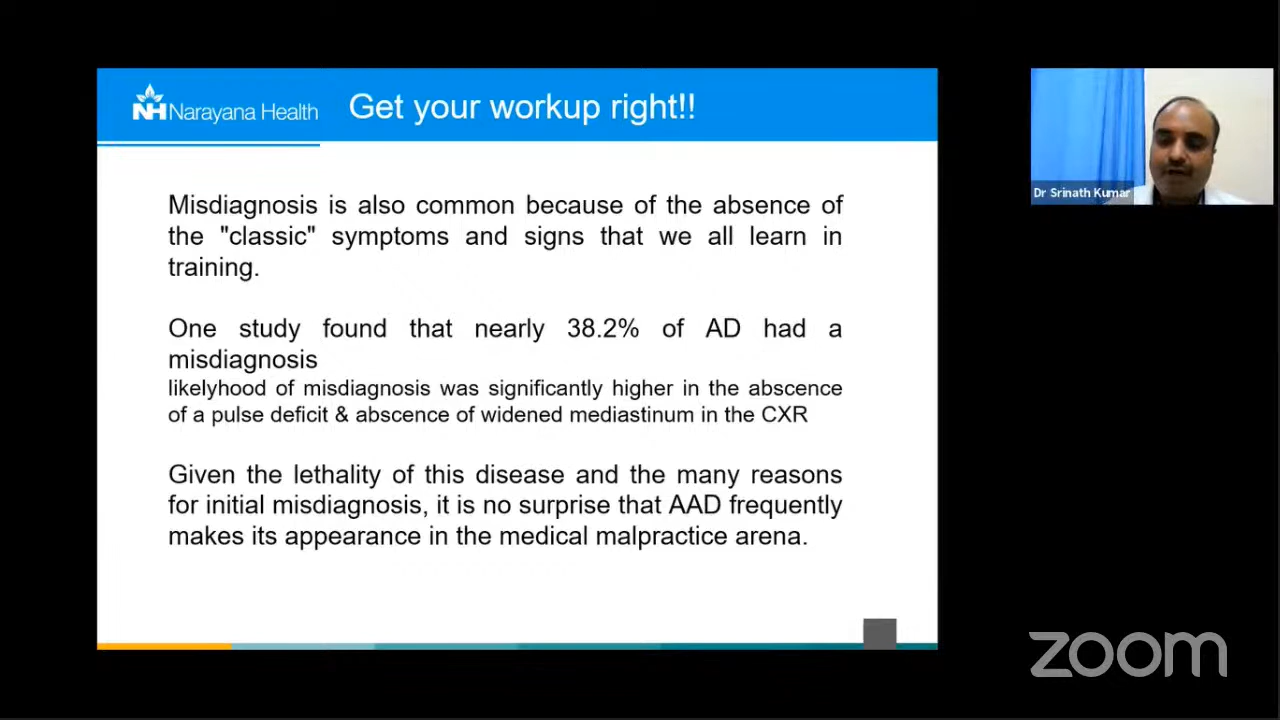 NH Narayana Health
Get your workup right!!
Dr Srinath Kumar
Misdiagnosis is also common because of the absence of
the "classic" symptoms and signs that we all learn in
training.
One study found that nearly 38.2% of AD had a
misdiagnosis
likelyhood of misdiagnosis was significantly higher in the abscence
of a pulse deficit & abscence of widened mediastinum in the CXR
Given the lethality of this disease and the many reasons
for initial misdiagnosis, it is no surprise that AAD frequently
makes its appearance in the medical malpractice arena.
zoom